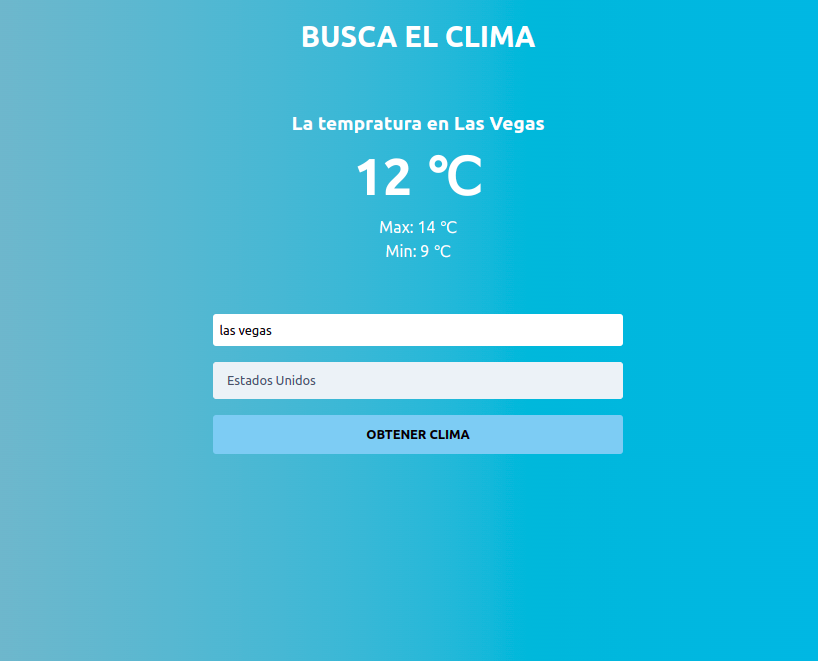 BUSCA EL CLIMA
La tempratura en Las Vegas
12 ℃
Max: 14 ℃
Min: 9 ℃
las vegas
Estados Unidos
OBTENER CLIMA